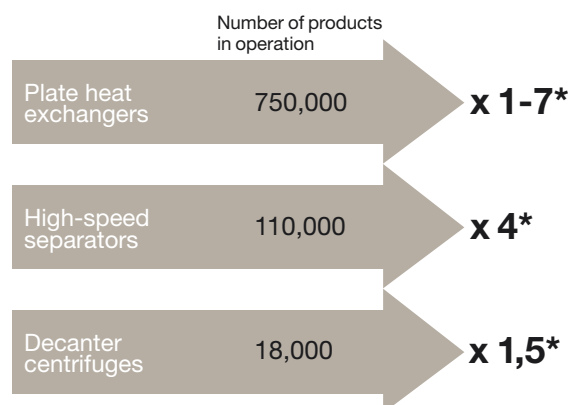 Number of products
in operation
Plate heat
exchangers
750,000
x 1-7*
High-speed
separators
110,000
x 4*
Decanter
centrifuges
18,000
x 1,5*